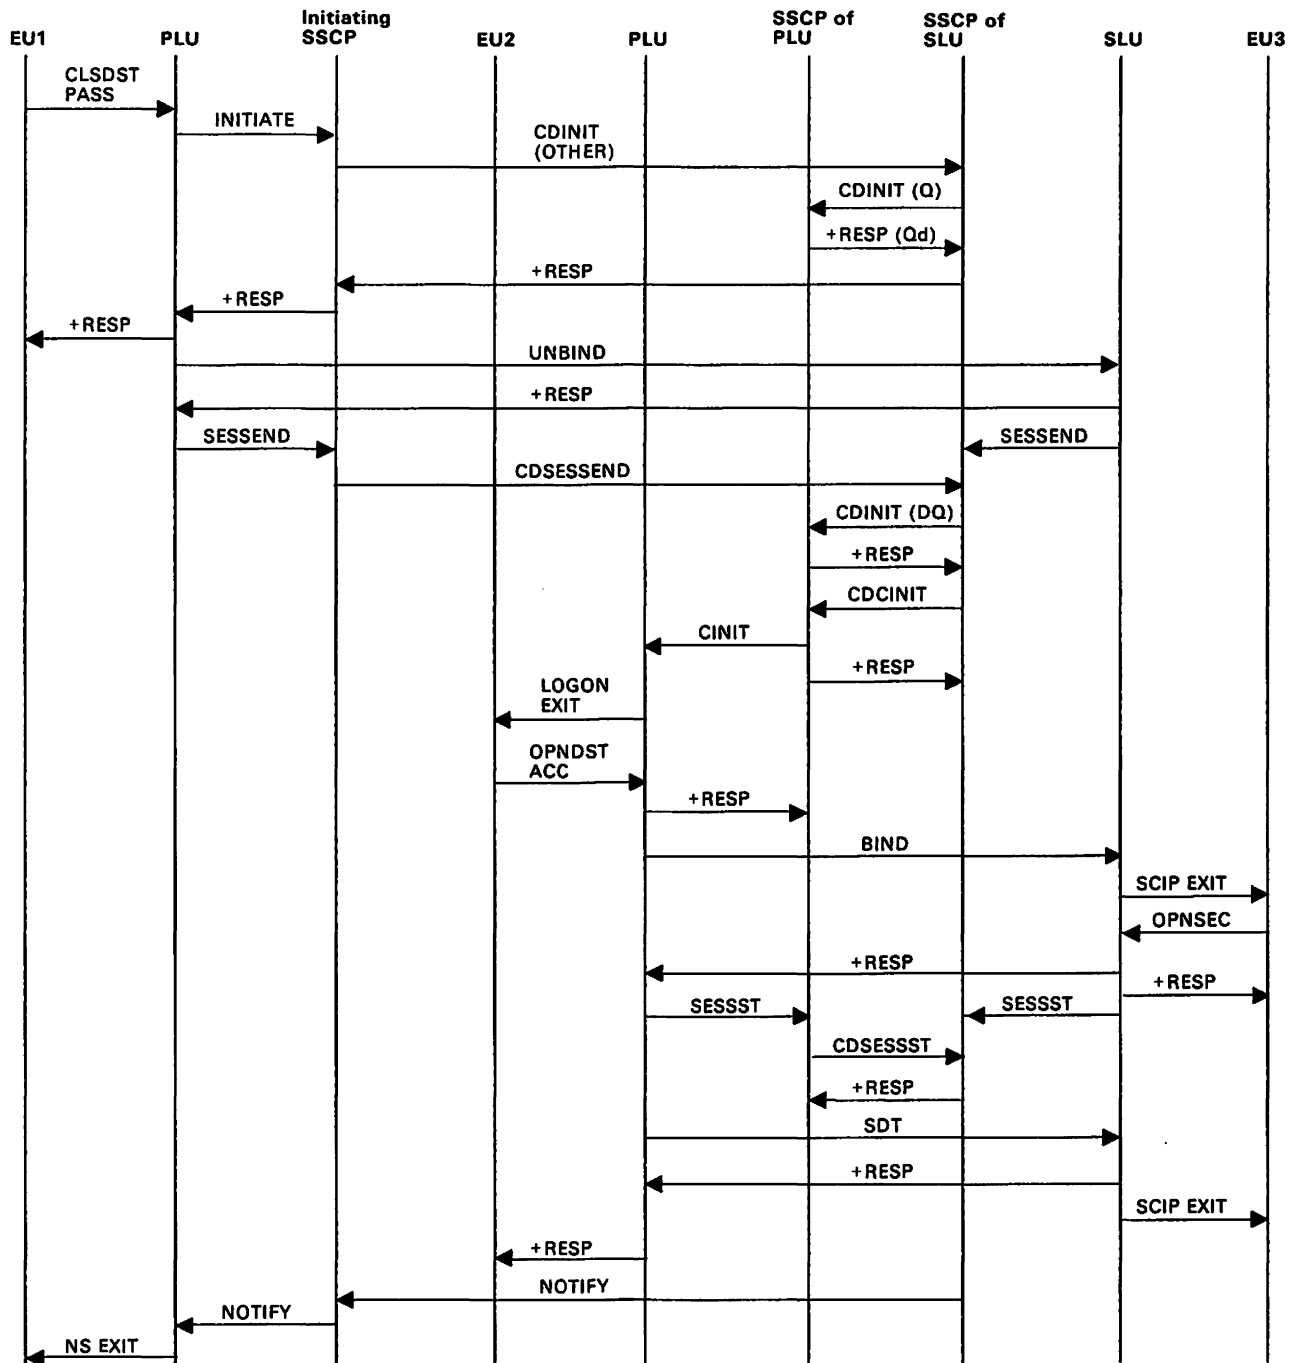 Initiating
SSCP
SSCP of
PLU
SSCP of
SLU
EU1
PLU
EU2
PLU
SLU
EU3
CLSDST
PASS
INITIATE
CDINIT
(OTHER)
CDINIT (Q)
+RESP (Qd)
+RESP
+RESP
+RESP
UNBIND
+RESP
SESSEND
SESSEND
CDSESSEND
CDINIT (DQ)
+RESP
CDCINIT
CINIT
+RESP
LOGON
EXIT
OPNDST
ACC
+RESP
BIND
SCIP EXIT
OPNSEC
+RESP
+RESP
SESSST
SESSST
CDSESSST
+RESP
SDT
+RESP
SCIP EXIT
+RESP
NOTIFY
NOTIFY
NS EXIT